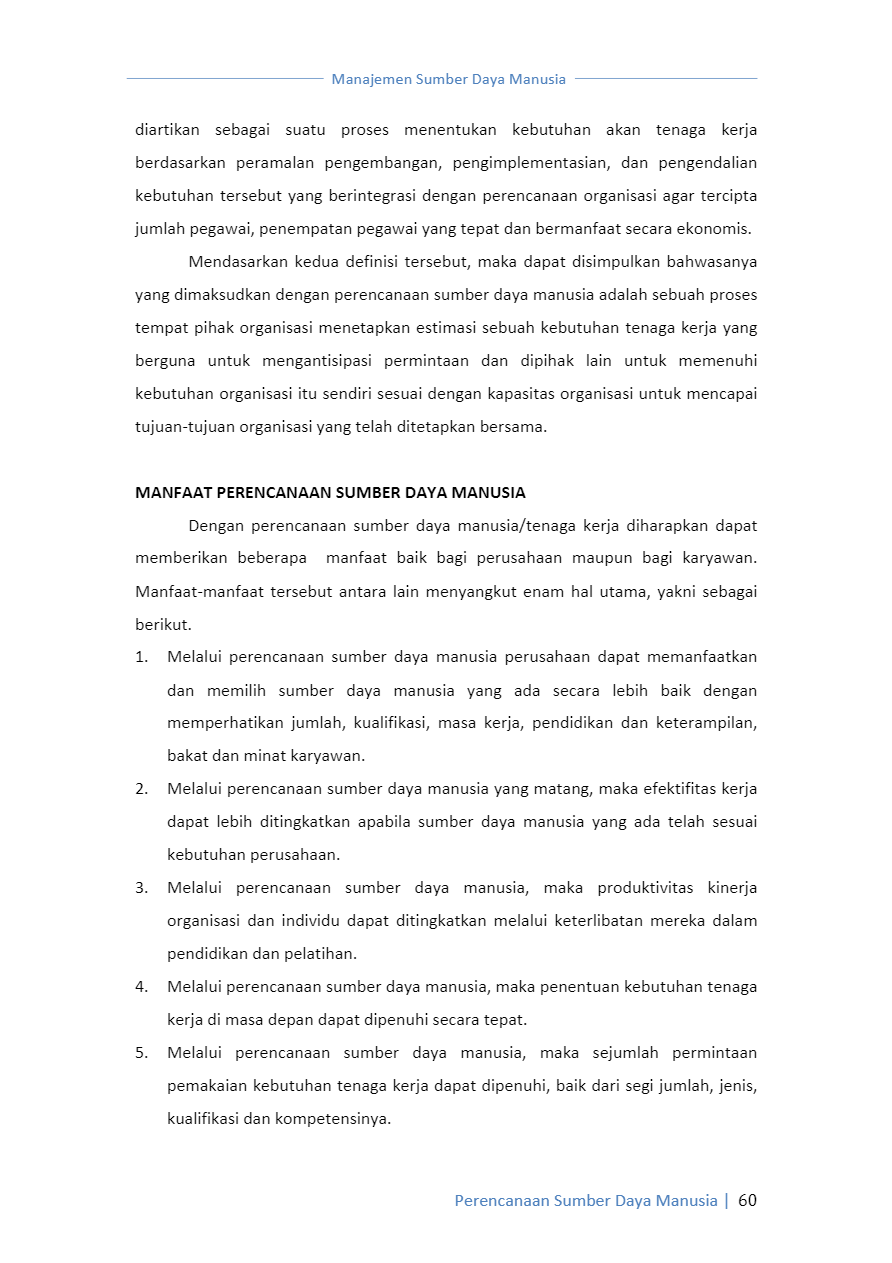 Manajemen Sumber Daya Manusia
diartikan sebagai suatu proses menentukan kebutuhan akan tenaga kerja
berdasarkan peramalan pengembangan, pengimplementasian, dan pengendalian
kebutuhan tersebut yang berintegrasi dengan perencanaan organisasi agar tercipta
jumlah pegawai, penempatan pegawai yang tepat dan bermanfaat secara ekonomis.
Mendasarkan kedua definisi tersebut, maka dapat disimpulkan bahwasanya
yang dimaksudkan dengan perencanaan sumber daya manusia adalah sebuah proses
tempat pihak organisasi menetapkan estimasi sebuah kebutuhan tenaga kerja yang
berguna untuk mengantisipasi permintaan dan dipihak lain untuk memenuhi
kebutuhan organisasi itu sendiri sesuai dengan kapasitas organisasi untuk mencapai
tujuan-tujuan organisasi yang telah ditetapkan bersama.
MANFAAT PERENCANAAN SUMBER DAYA MANUSIA
Dengan perencanaan sumber daya manusia/tenaga kerja diharapkan dapat
memberikan beberapa manfaat baik bagi perusahaan maupun bagi karyawan.
Manfaat-manfaat tersebut antara lain menyangkut enam hal utama, yakni sebagai
berikut.
1. Melalui perencanaan sumber daya manusia perusahaan dapat memanfaatkan
dan memilih sumber daya manusia yang ada secara lebih baik dengan
memperhatikan jumlah, kualifikasi, masa kerja, pendidikan dan keterampilan,
bakat dan minat karyawan.
2. Melalui perencanaan sumber daya manusia yang matang, maka efektifitas kerja
dapat lebih ditingkatkan apabila sumber daya manusia yang ada telah sesuai
kebutuhan perusahaan.
3. Melalui perencanaan sumber daya manusia, maka produktivitas kinerja
organisasi dan individu dapat ditingkatkan melalui keterlibatan mereka dalam
pendidikan dan pelatihan.
4. Melalui perencanaan sumber daya manusia, maka penentuan kebutuhan tenaga
kerja di masa depan dapat dipenuhi secara tepat.
5. Melalui perencanaan sumber daya manusia, maka sejumlah permintaan
pemakaian kebutuhan tenaga kerja dapat dipenuhi, baik dari segi jumlah, jenis,
kualifikasi dan kompetensinya.
Perencanaan Sumber Daya Manusia | 60